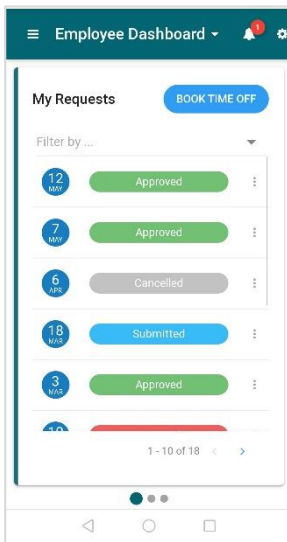 Employee Dashboard
1
My Requests
BOOK TIME OFF
Filter by ...
12
MAY
Approved
7
MAY
Approved
6
APR
Cancelled
18
MAR
Submitted
3
MAR
Approved
1 - 10 of 18